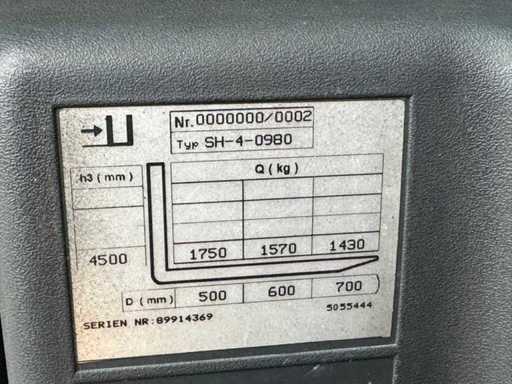 Nr. 0000000/0002
Typ SH-4-0980
h3 (mm) Q (kg)
4500 1750 1570 1430
D (mm) 500 600 700
5055444
SERIEN NR:89914369